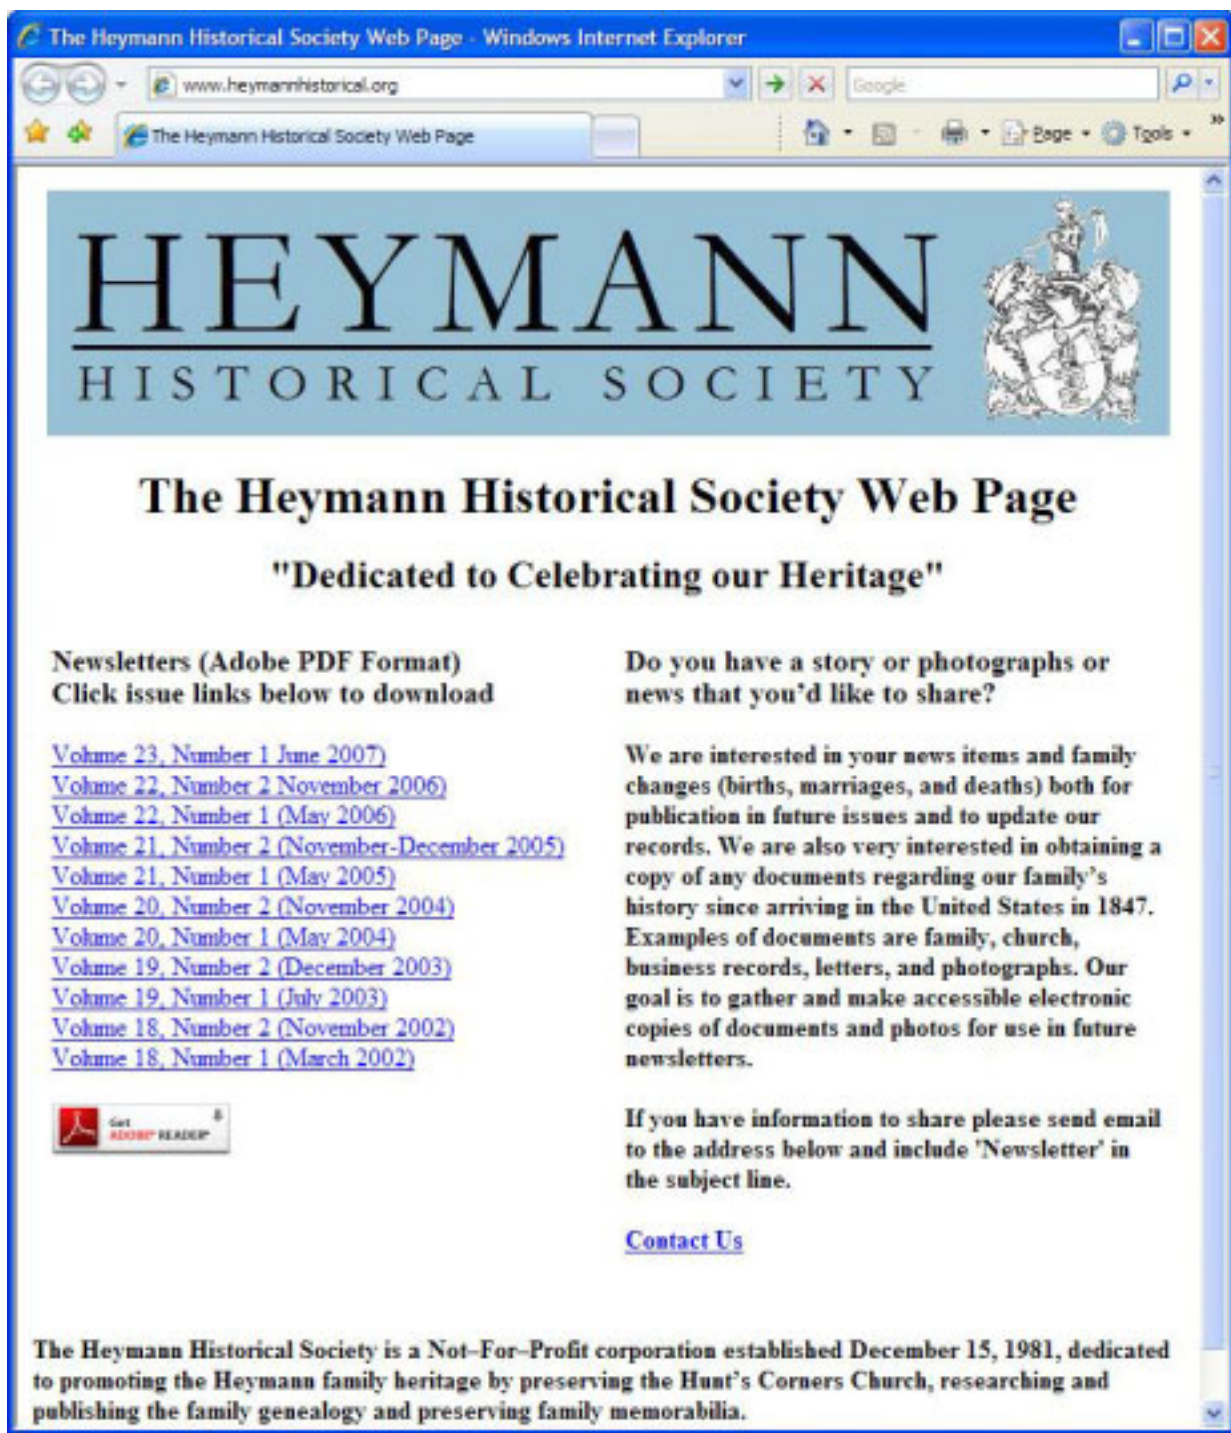 The Heymann Historical Society Web Page - Windows Internet Explorer
www.heymannhistorical.org
Google
The Heymann Historical Society Web Page
Page
Tools
HEYMANN
HISTORICAL SOCIETY
The Heymann Historical Society Web Page
"Dedicated to Celebrating our Heritage"
Newsletters (Adobe PDF Format)
Click issue links below to download
Volume 23, Number 1 June 2007)
Volume 22, Number 2 November 2006)
Volume 22, Number 1 (May 2006)
Volume 21, Number 2 (November-December 2005)
Volume 21, Number 1 (May 2005)
Volume 20, Number 2 (November 2004)
Volume 20, Number 1 (May 2004)
Volume 19, Number 2 (December 2003)
Volume 19, Number 1 (July 2003)
Volume 18, Number 2 (November 2002)
Volume 18, Number 1 (March 2002)
Get
ADOBE® READER®
Do you have a story or photographs or
news that you’d like to share?
We are interested in your news items and family
changes (births, marriages, and deaths) both for
publication in future issues and to update our
records. We are also very interested in obtaining a
copy of any documents regarding our family’s
history since arriving in the United States in 1847.
Examples of documents are family, church,
business records, letters, and photographs. Our
goal is to gather and make accessible electronic
copies of documents and photos for use in future
newsletters.
If you have information to share please send email
to the address below and include 'Newsletter' in
the subject line.
Contact Us
The Heymann Historical Society is a Not–For–Profit corporation established December 15, 1981, dedicated
to promoting the Heymann family heritage by preserving the Hunt’s Corners Church, researching and
publishing the family genealogy and preserving family memorabilia.